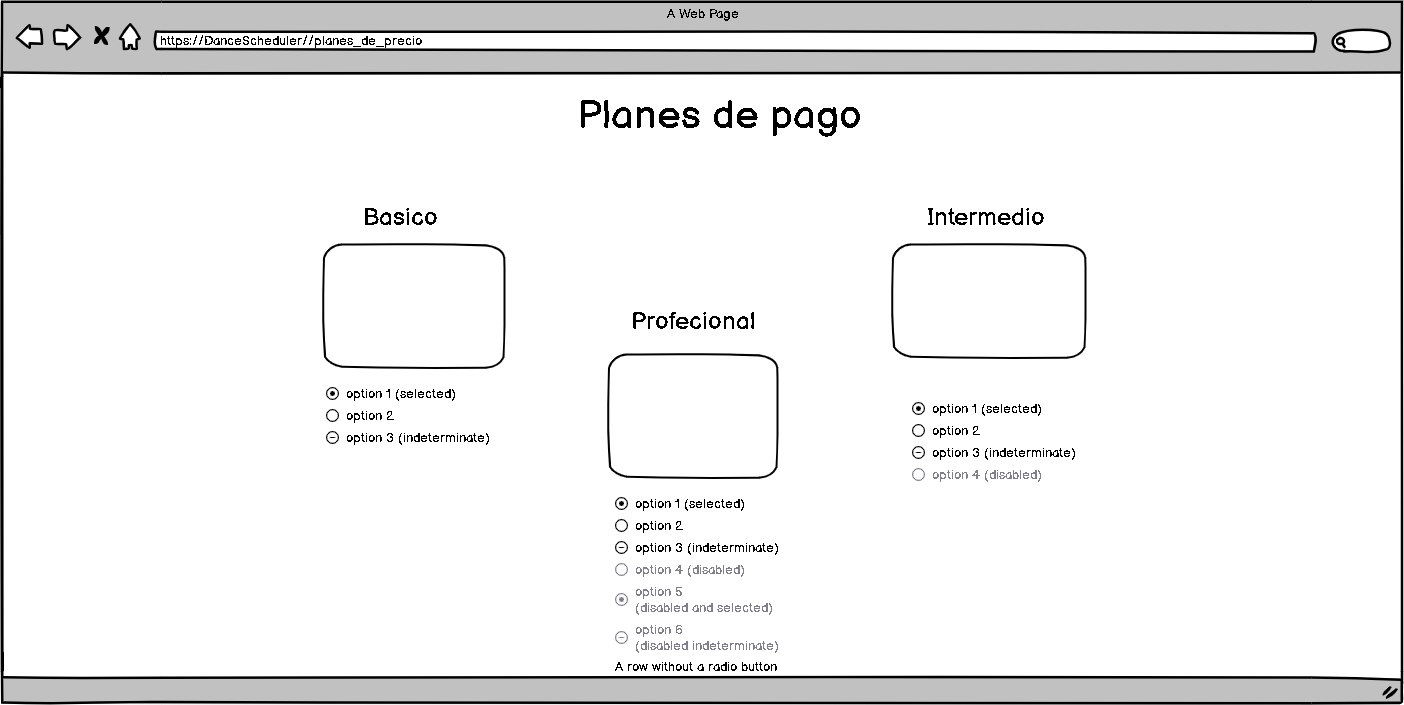 A Web Page
https://DanceScheduler//planes_de_precio
Planes de pago
Basico
option 1 (selected)
option 2
option 3 (indeterminate)
Profecional
option 1 (selected)
option 2
option 3 (indeterminate)
option 4 (disabled)
option 5
(disabled and selected)
option 6
(disabled indeterminate)
A row without a radio button
Intermedio
option 1 (selected)
option 2
option 3 (indeterminate)
option 4 (disabled)